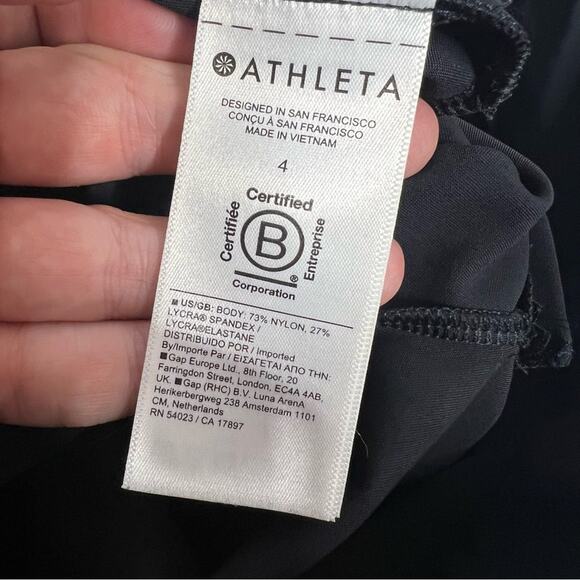 ATHLETA
DESIGNED IN SAN FRANCISCO
CONÇU À SAN FRANCISCO
MADE IN VIETNAM
4
Certified
Certifiée
B
Entreprise
®
Corporation
■ US/GB: BODY: 73% NYLON, 27%
LYCRA® SPANDEX /
LYCRA®ELASTANE
DISTRIBUIDO POR / Imported
By/Importe Par / ΕΙΣΑΓΕΤΑΙ ΑΠΟ ΤΗΝ:
■ Gap Europe Ltd., 8th Floor, 20
Farringdon Street, London, EC4A 4AB,
UK. ■ Gap (RHC) B.V. Luna ArenA
Herikerbergweg 238 Amsterdam 1101
CM, Netherlands
RN 54023 / CA 17897